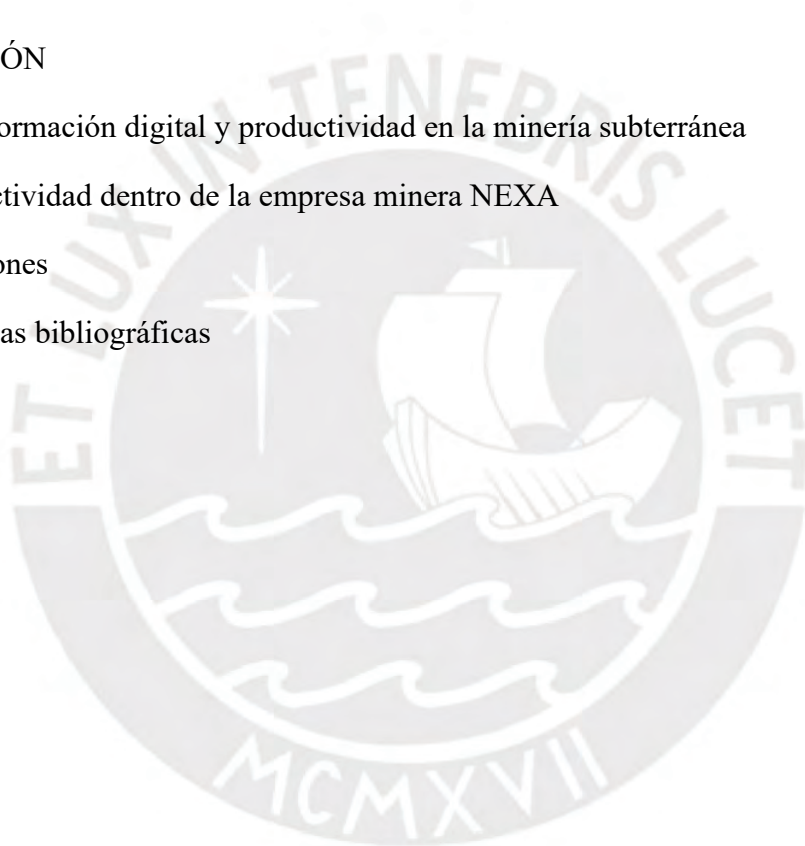 ÓN
ormación digital y productividad en la minería subterránea
ctividad dentro de la empresa minera NEXA
ones
as bibliográficas
ET LUX IN TENEBRIS LUCET
MCMXVII